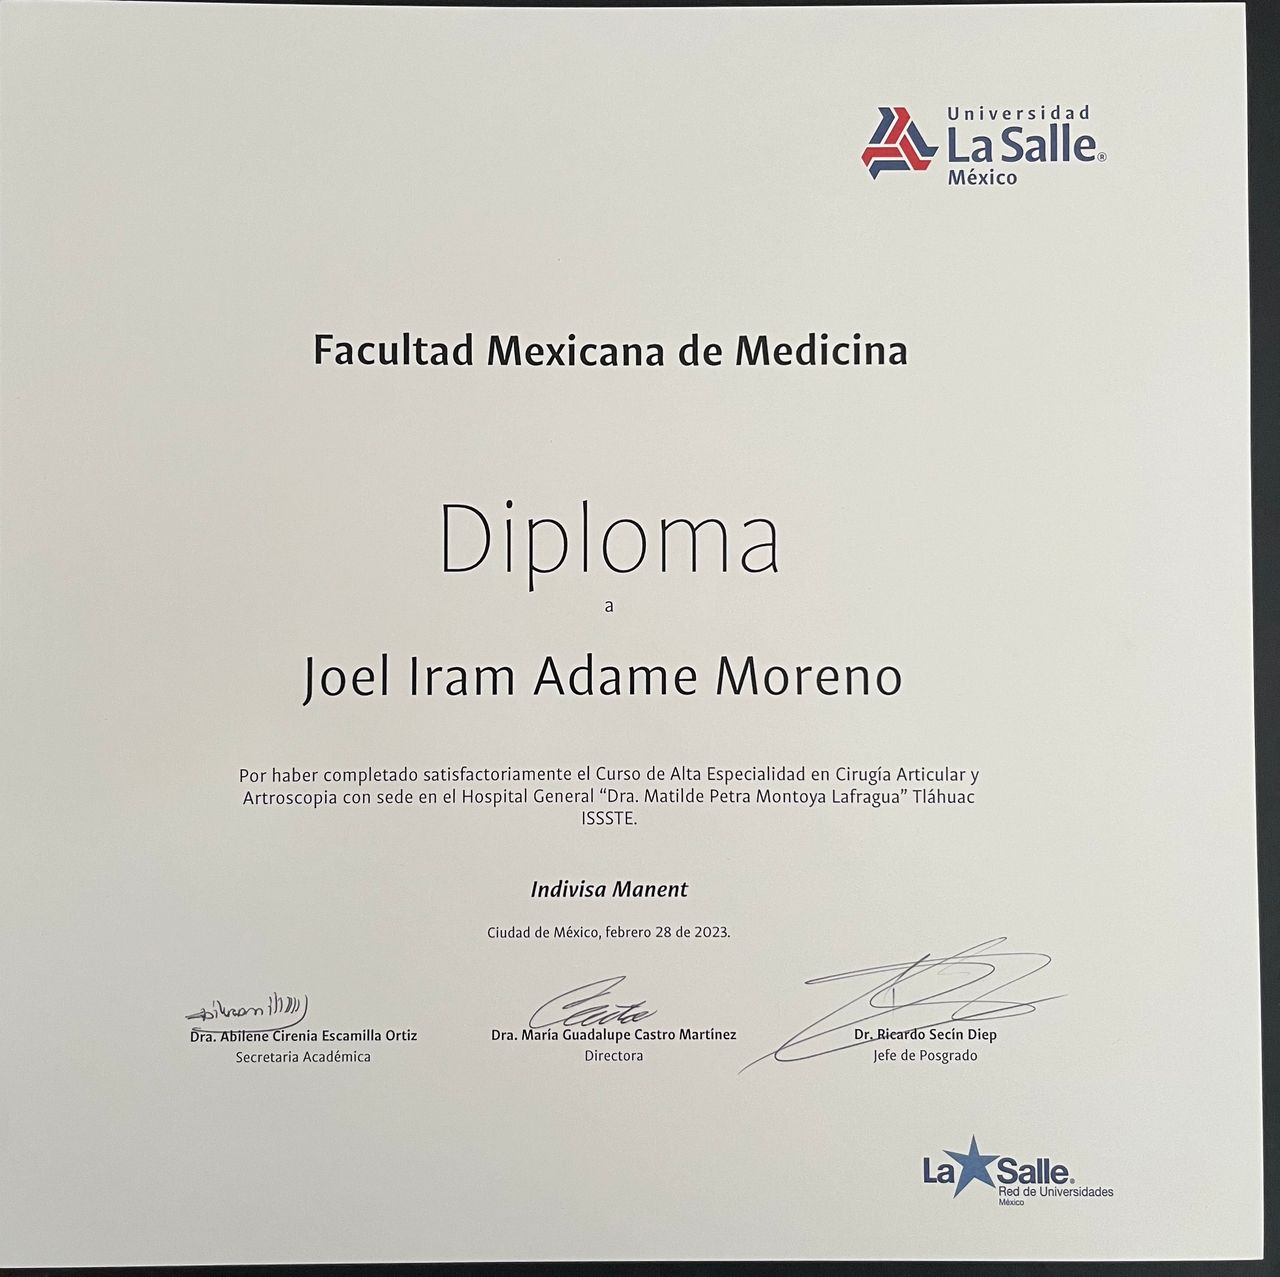 Universidad
La Salle®
México
Facultad Mexicana de Medicina
Diploma
a
Joel Iram Adame Moreno
Por haber completado satisfactoriamente el Curso de Alta Especialidad en Cirugía Articular y
Artroscopia con sede en el Hospital General “Dra. Matilde Petra Montoya Lafragua” Tláhuac
ISSSTE.
Indivisa Manent
Ciudad de México, febrero 28 de 2023.
Dra. Abilene Cirenia Escamilla Ortiz
Secretaria Académica
Dra. María Guadalupe Castro Martínez
Directora
Dr. Ricardo Secín Diep
Jefe de Posgrado
La Salle®
Red de Universidades
México